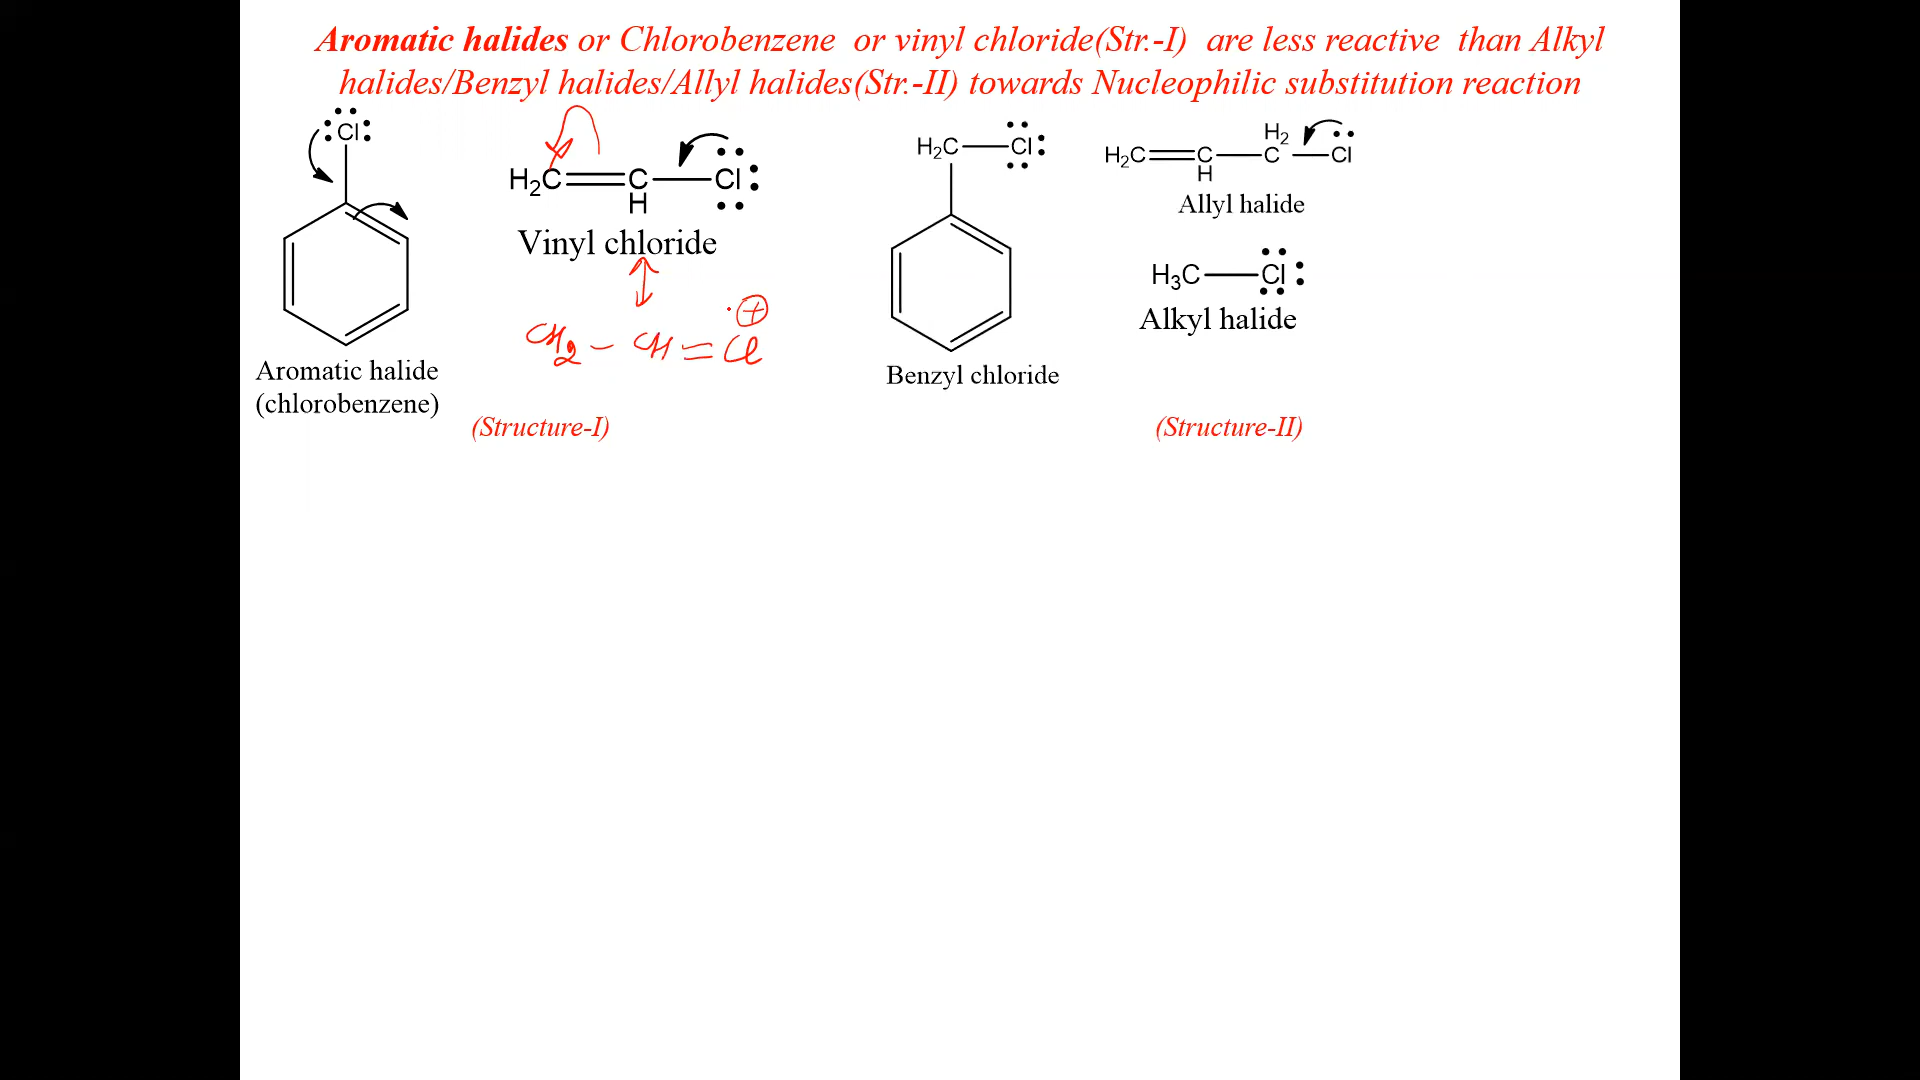 Aromatic halides or Chlorobenzene or vinyl chloride(Str.-I) are less reactive than Alkyl
halides/Benzyl halides/Allyl halides(Str.-II) towards Nucleophilic substitution reaction
Cl
Aromatic halide
(chlorobenzene)
H₂C=C—Cl
H
Vinyl chloride
CH₂ – CH = Cl ⊕
(Structure-I)
H₂C—Cl
Benzyl chloride
H₂
H₂C=C—C—Cl
H
Allyl halide
H₃C—Cl
Alkyl halide
(Structure-II)